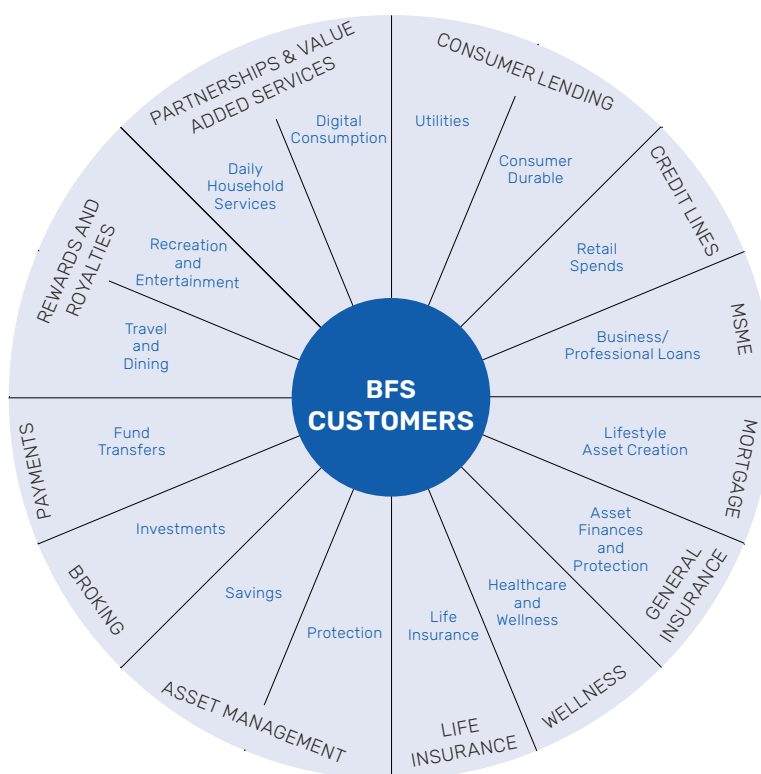 PARTNERSHIPS & VALUE
ADDED SERVICES
Digital
Consumption
Daily
Household
Services
CONSUMER LENDING
Utilities
Consumer
Durable
CREDIT LINES
Retail
Spends
MSME
Business/
Professional Loans
MORTGAGE
Lifestyle
Asset Creation
GENERAL
INSURANCE
Asset
Finances
and
Protection
WELLNESS
Healthcare
and
Wellness
LIFE
INSURANCE
Life
Insurance
ASSET MANAGEMENT
Protection
Savings
BROKING
Investments
PAYMENTS
Fund
Transfers
REWARDS AND
ROYALTIES
Travel
and
Dining
Recreation
and
Entertainment
BFS
CUSTOMERS